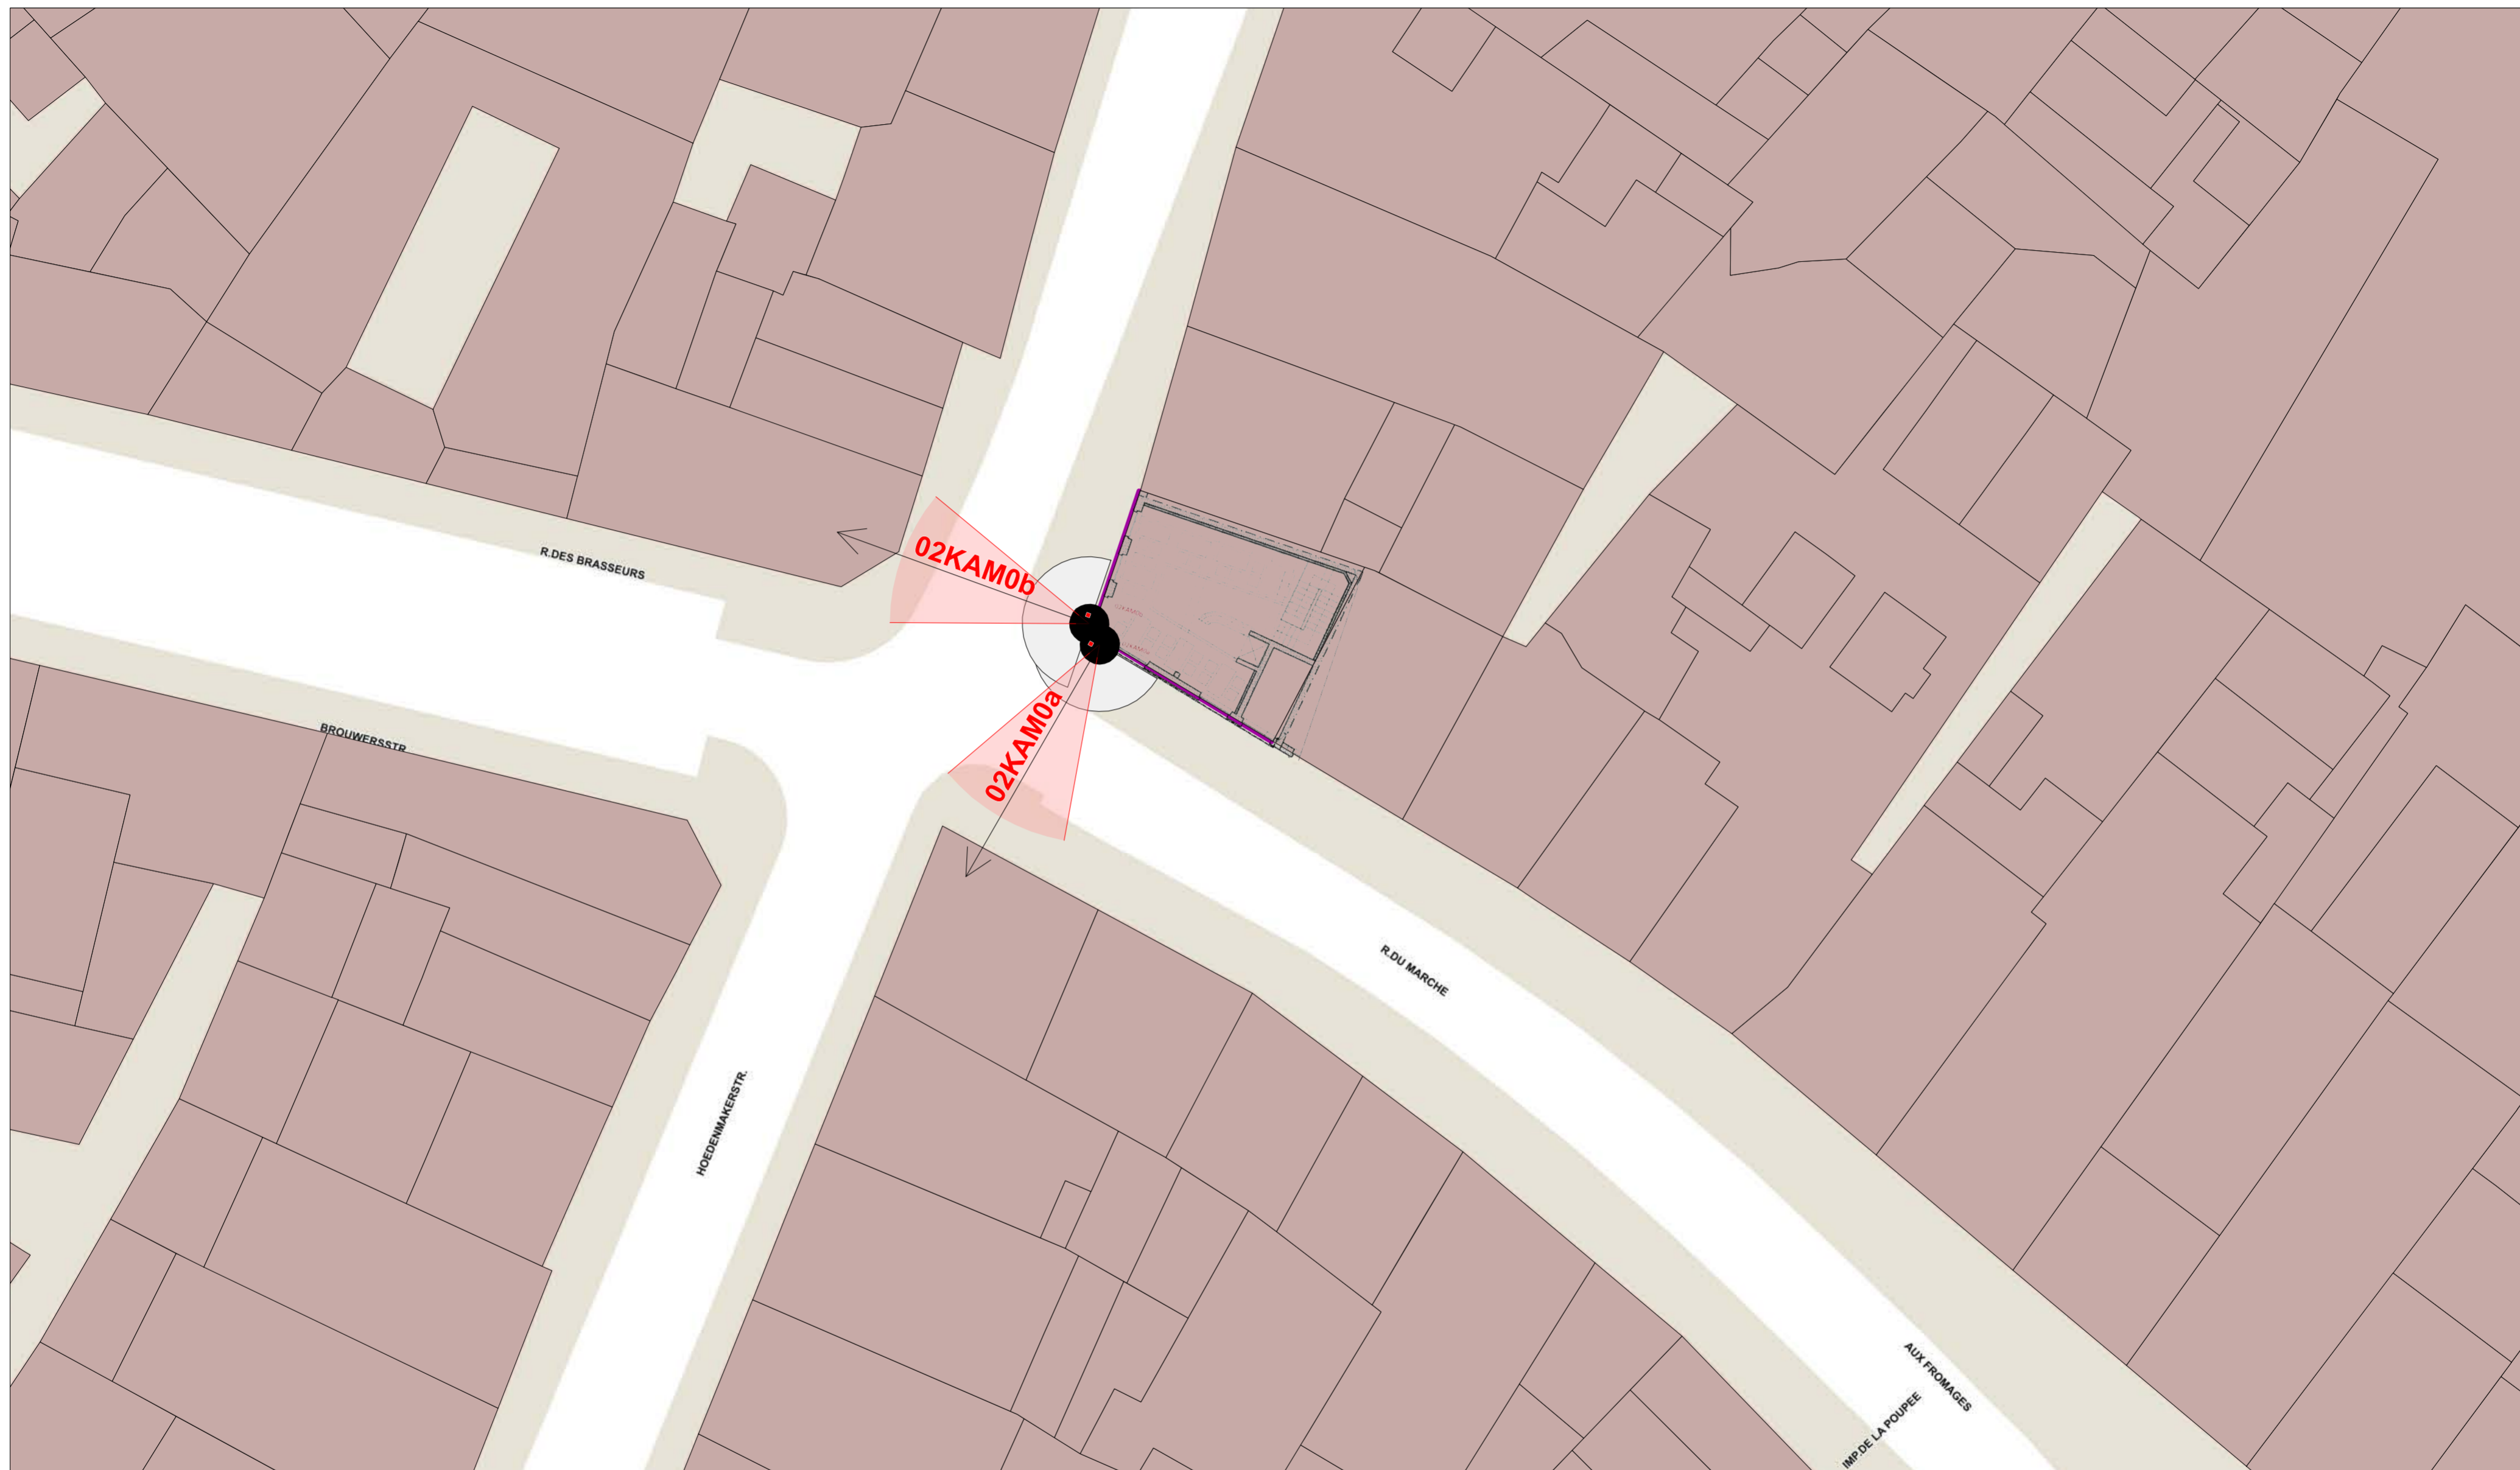 02KAM0b
R.DES BRASSEURS
02KAM0a
BROUWERSSTR.
R.DU MARCHE
HOEDENMAKERSTR.
AUX FROMAGES
IMP.DE LA POUPEE